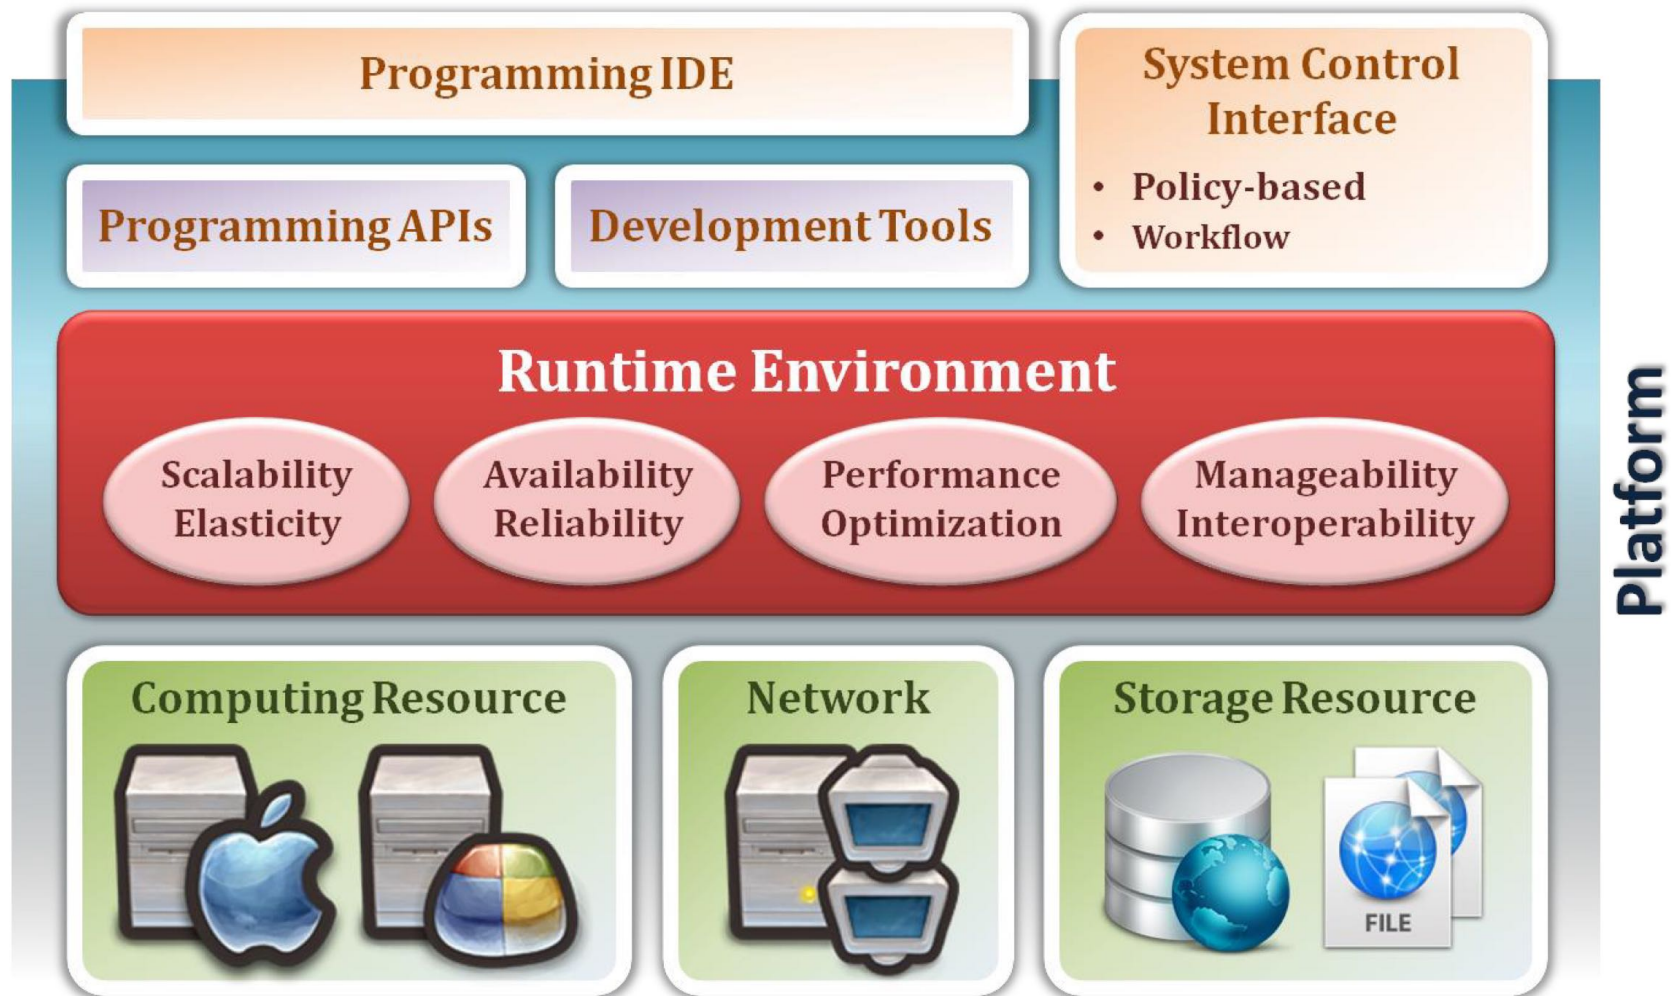 Programming IDE
System Control
Interface
• Policy-based
• Workflow
Programming APIs
Development Tools
Runtime Environment
Scalability
Elasticity
Availability
Reliability
Performance
Optimization
Manageability
Interoperability
Platform
Computing Resource
Network
Storage Resource
FILE